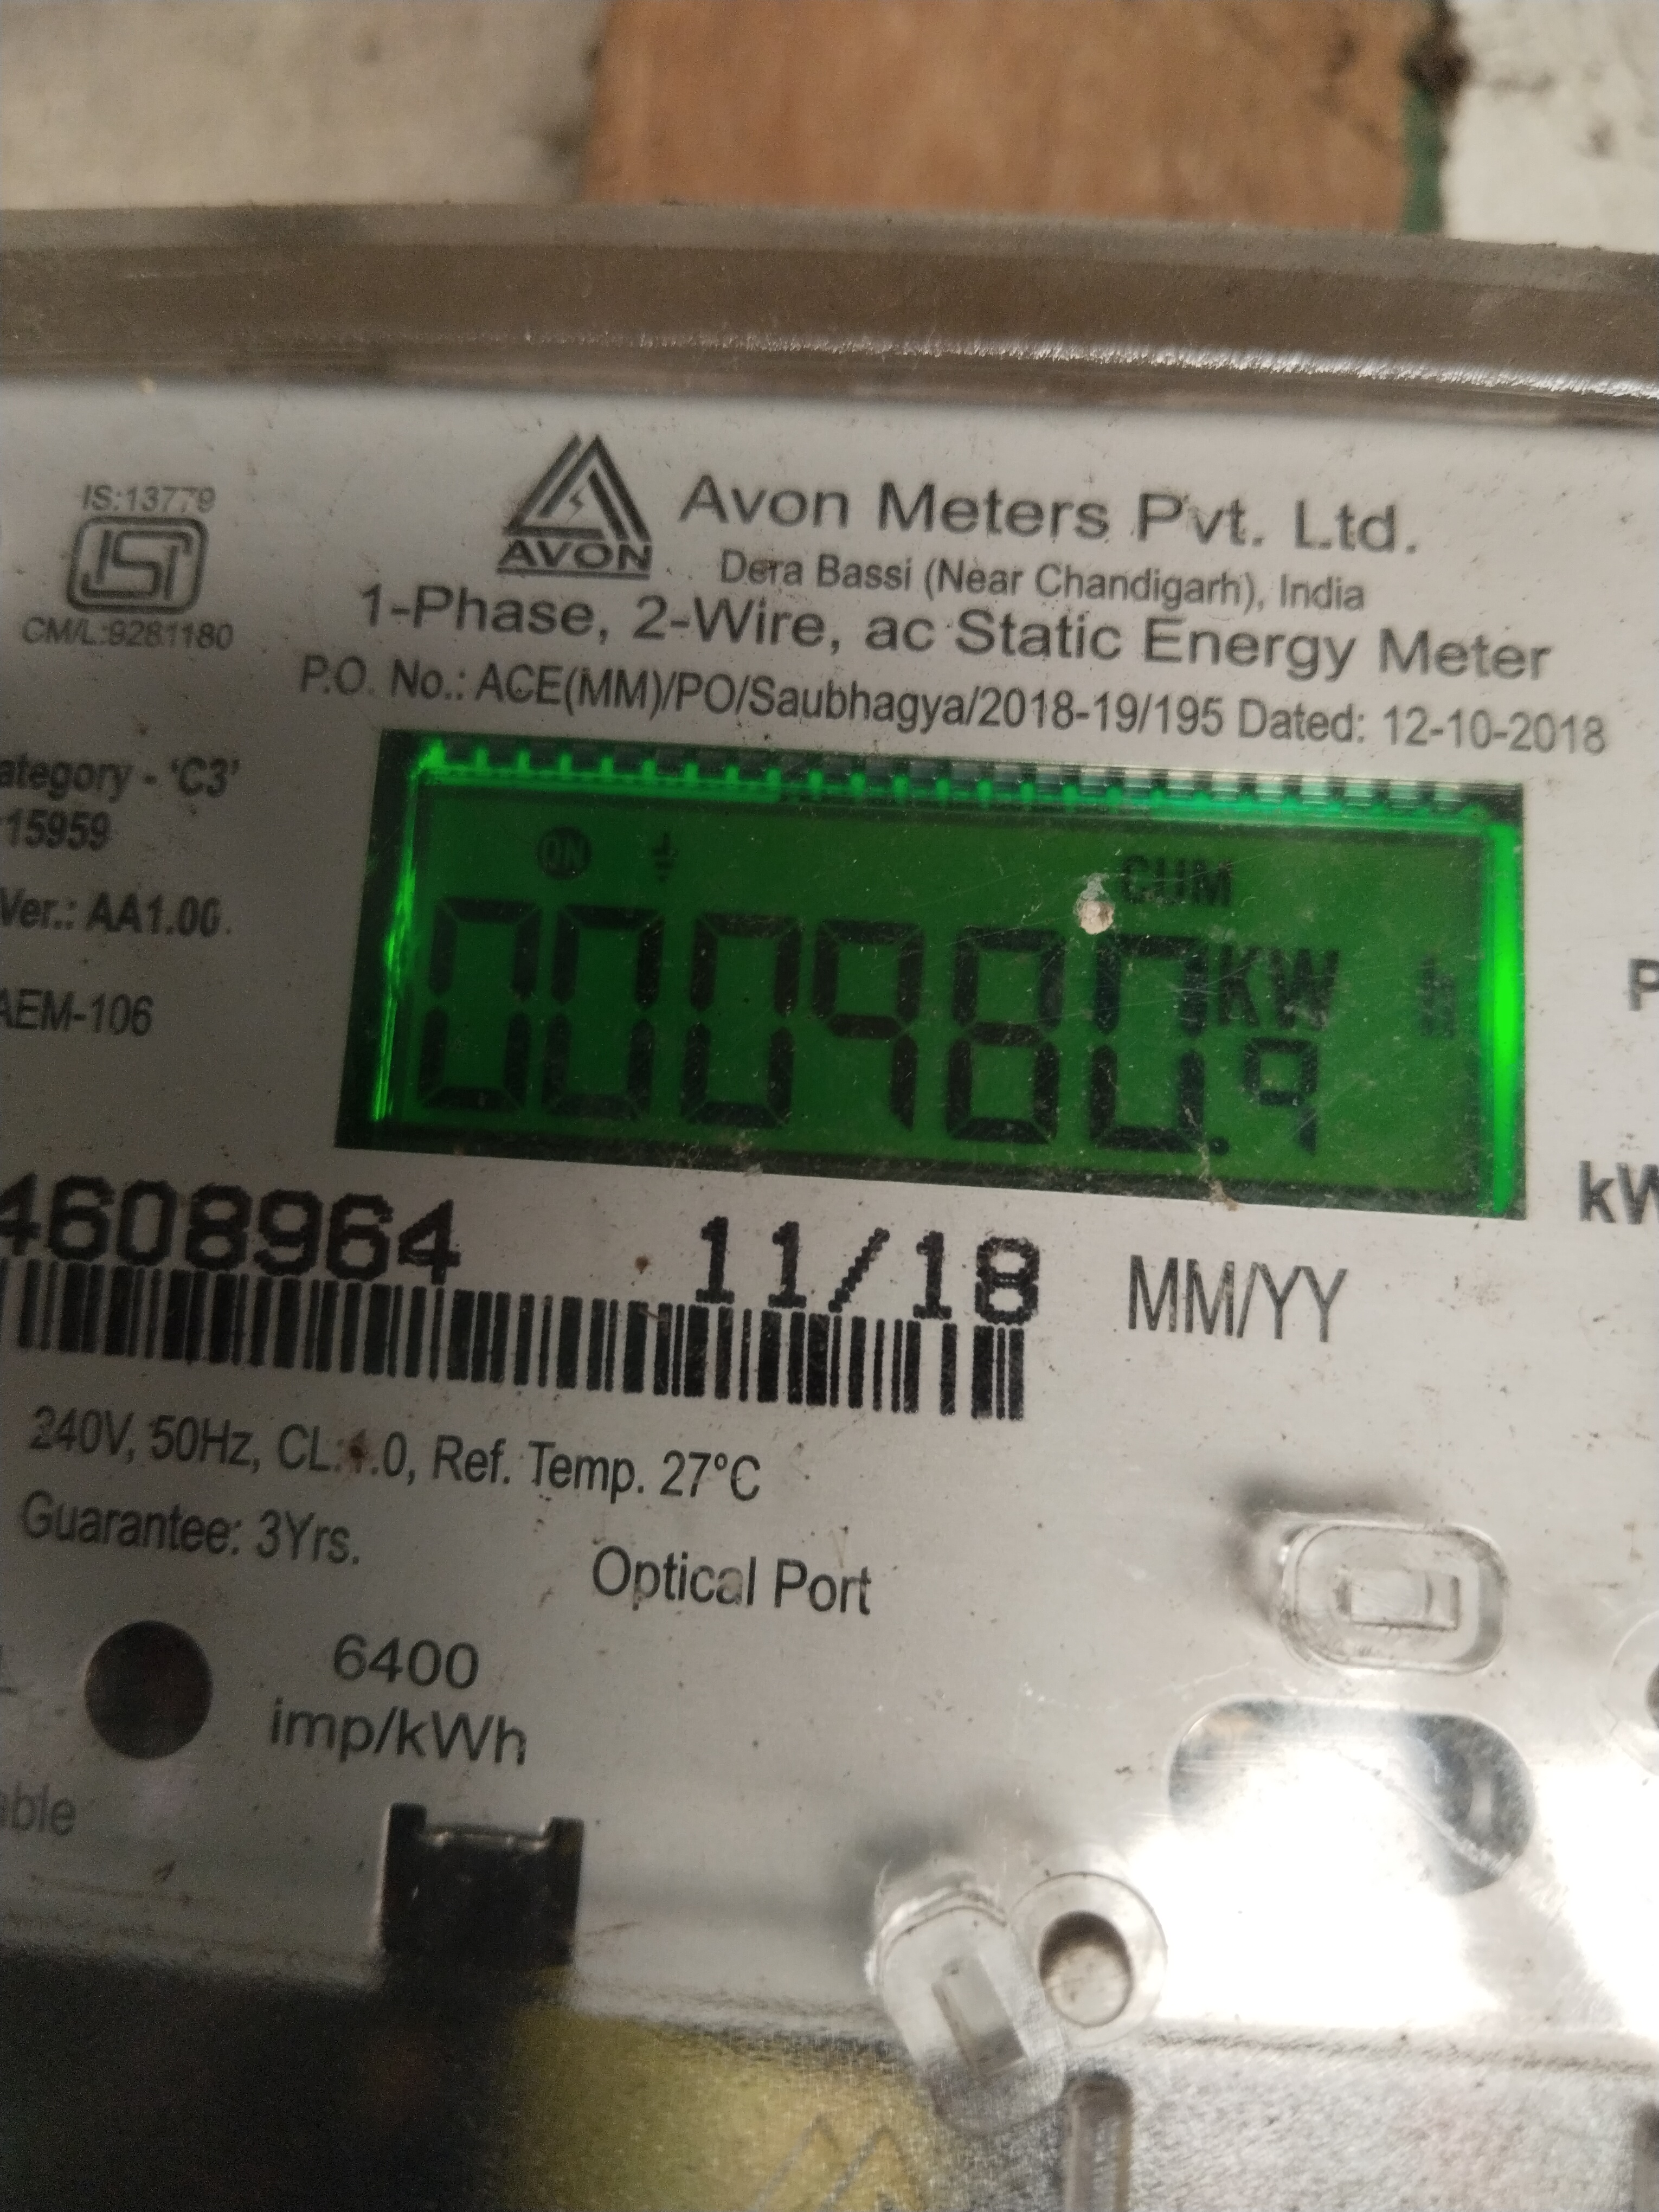 IS:13779
ISI
CM/L:9281180
AVON
Avon Meters Pvt. Ltd.
Dera Bassi (Near Chandigarh), India
1-Phase, 2-Wire, ac Static Energy Meter
P.O. No.: ACE(MM)/PO/Saubhagya/2018-19/195 Dated: 12-10-2018
ategory - 'C3'
15959
Ver.: AA1.00
AEM-106
ON
CUM
000980.9 KW h
P
kW
4608964 11/18 MM/YY
240V, 50Hz, CL.1.0, Ref. Temp. 27°C
Guarantee: 3Yrs.
Optical Port
6400
imp/kWh
able